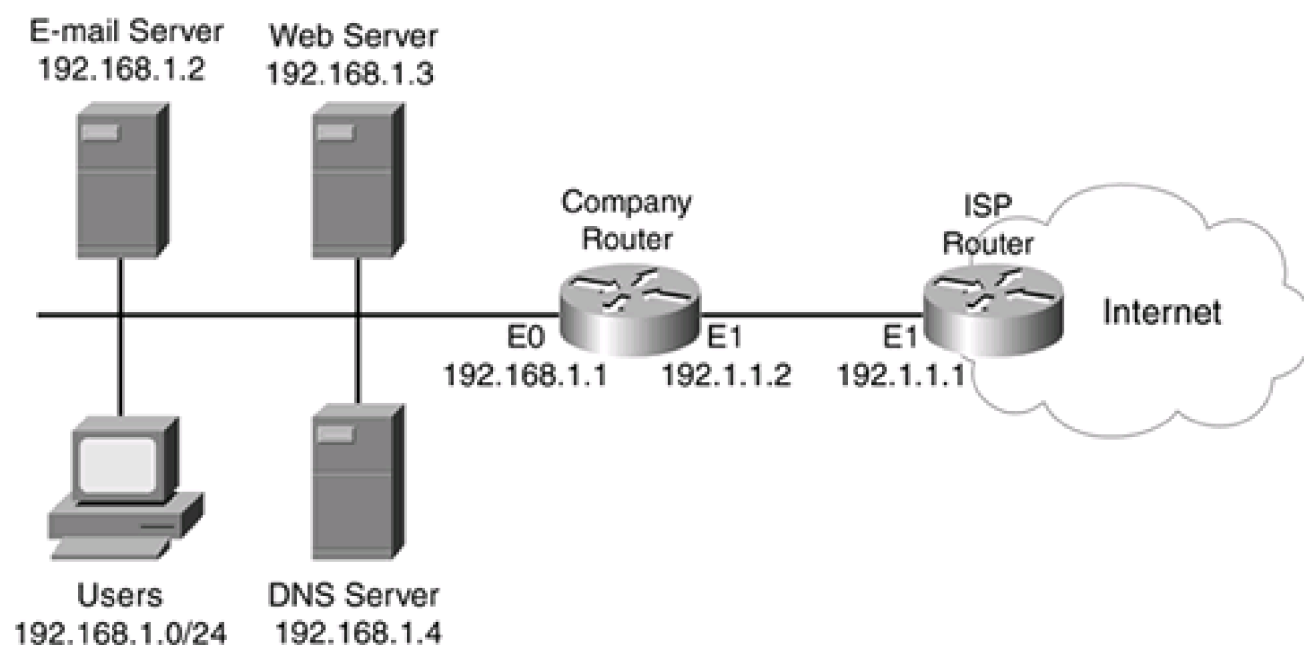 E-mail Server
192.168.1.2
Web Server
192.168.1.3
Company
Router
ISP
Router
Internet
E0
192.168.1.1
E1
192.1.1.2
E1
192.1.1.1
Users
192.168.1.0/24
DNS Server
192.168.1.4